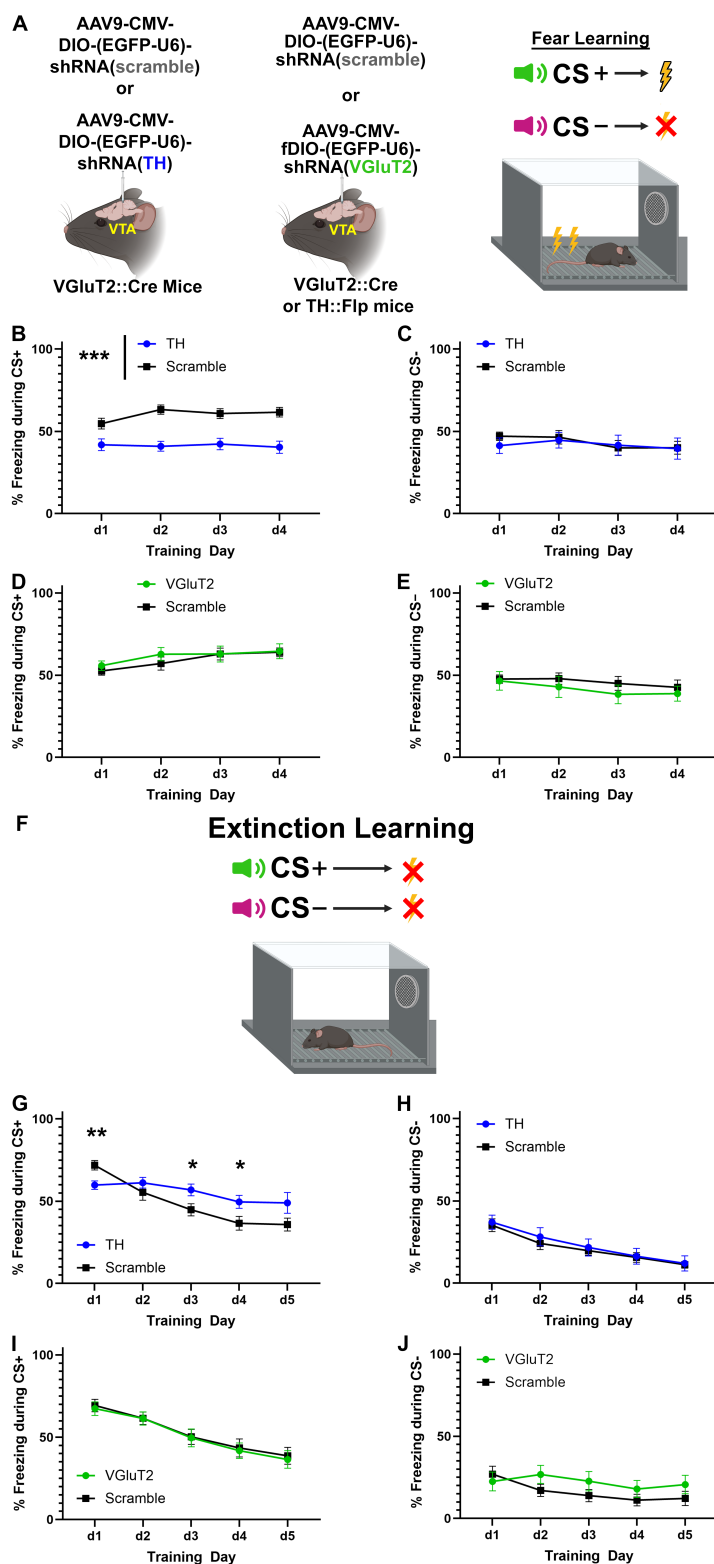 A
AAV9-CMV-
DIO-(EGFP-U6)-
shRNA(scramble)
or
AAV9-CMV-
DIO-(EGFP-U6)-
shRNA(TH)
VTA
VGluT2::Cre Mice
AAV9-CMV-
DIO-(EGFP-U6)-
shRNA(scramble)
or
AAV9-CMV-
fDIO-(EGFP-U6)-
shRNA(VGluT2)
VTA
VGluT2::Cre
or TH::Flp mice
Fear Learning
CS +
CS −
B
***
TH
Scramble
% Freezing during CS+
100
50
0
d1 d2 d3 d4
Training Day
C
TH
Scramble
% Freezing during CS-
100
50
0
d1 d2 d3 d4
Training Day
D
VGluT2
Scramble
% Freezing during CS+
100
50
0
d1 d2 d3 d4
Training Day
E
VGluT2
Scramble
% Freezing during CS−
100
50
0
d1 d2 d3 d4
Training Day
F
Extinction Learning
CS +
CS −
G
**
*
*
TH
Scramble
% Freezing during CS+
100
50
0
d1 d2 d3 d4 d5
Training Day
H
TH
Scramble
% Freezing during CS-
100
50
0
d1 d2 d3 d4 d5
Training Day
I
VGluT2
Scramble
% Freezing during CS+
100
50
0
d1 d2 d3 d4 d5
Training Day
J
VGluT2
Scramble
% Freezing during CS-
100
50
0
d1 d2 d3 d4 d5
Training Day